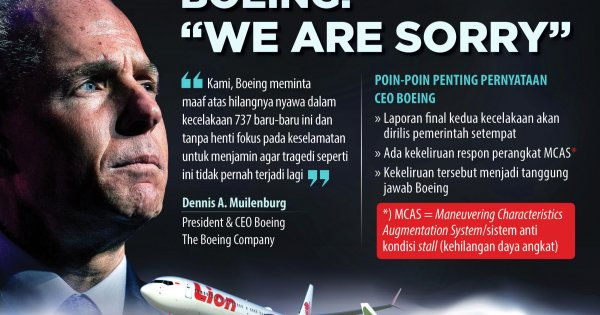 BOEING:
“WE ARE SORRY”
“ Kami, Boeing meminta
maaf atas hilangnya nyawa dalam
kecelakaan 737 baru-baru ini dan
tanpa henti fokus pada keselamatan
untuk menjamin agar tragedi seperti
ini tidak pernah terjadi lagi ”
Dennis A. Muilenburg
President & CEO Boeing
The Boeing Company
POIN-POIN PENTING PERNYATAAN
CEO BOEING
» Laporan final kedua kecelakaan akan
dirilis pemerintah setempat
» Ada kekeliruan respon perangkat MCAS*
» Kekeliruan tersebut menjadi tanggung
jawab Boeing
*) MCAS = Maneuvering Characteristics
Augmentation System/sistem anti
kondisi stall (kehilangan daya angkat)
Lion